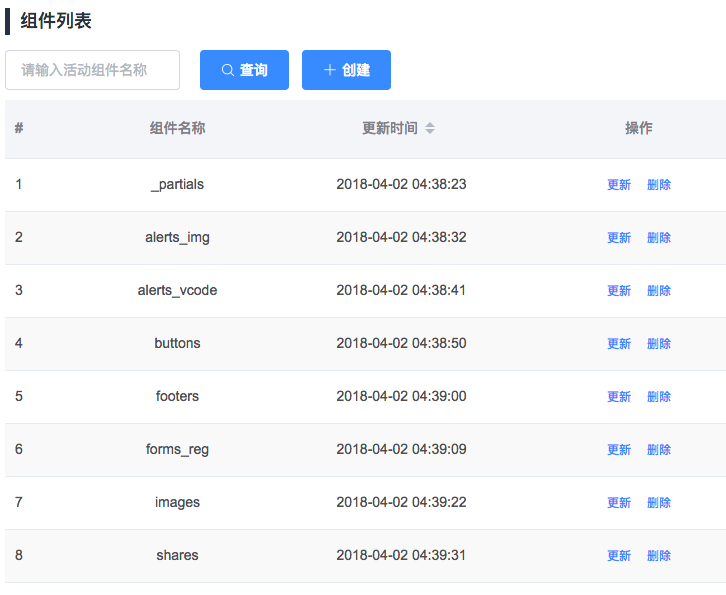 组件列表
请输入活动组件名称 查询 创建
# 组件名称 更新时间 操作
1 _partials 2018-04-02 04:38:23 更新 删除
2 alerts_img 2018-04-02 04:38:32 更新 删除
3 alerts_vcode 2018-04-02 04:38:41 更新 删除
4 buttons 2018-04-02 04:38:50 更新 删除
5 footers 2018-04-02 04:39:00 更新 删除
6 forms_reg 2018-04-02 04:39:09 更新 删除
7 images 2018-04-02 04:39:22 更新 删除
8 shares 2018-04-02 04:39:31 更新 删除